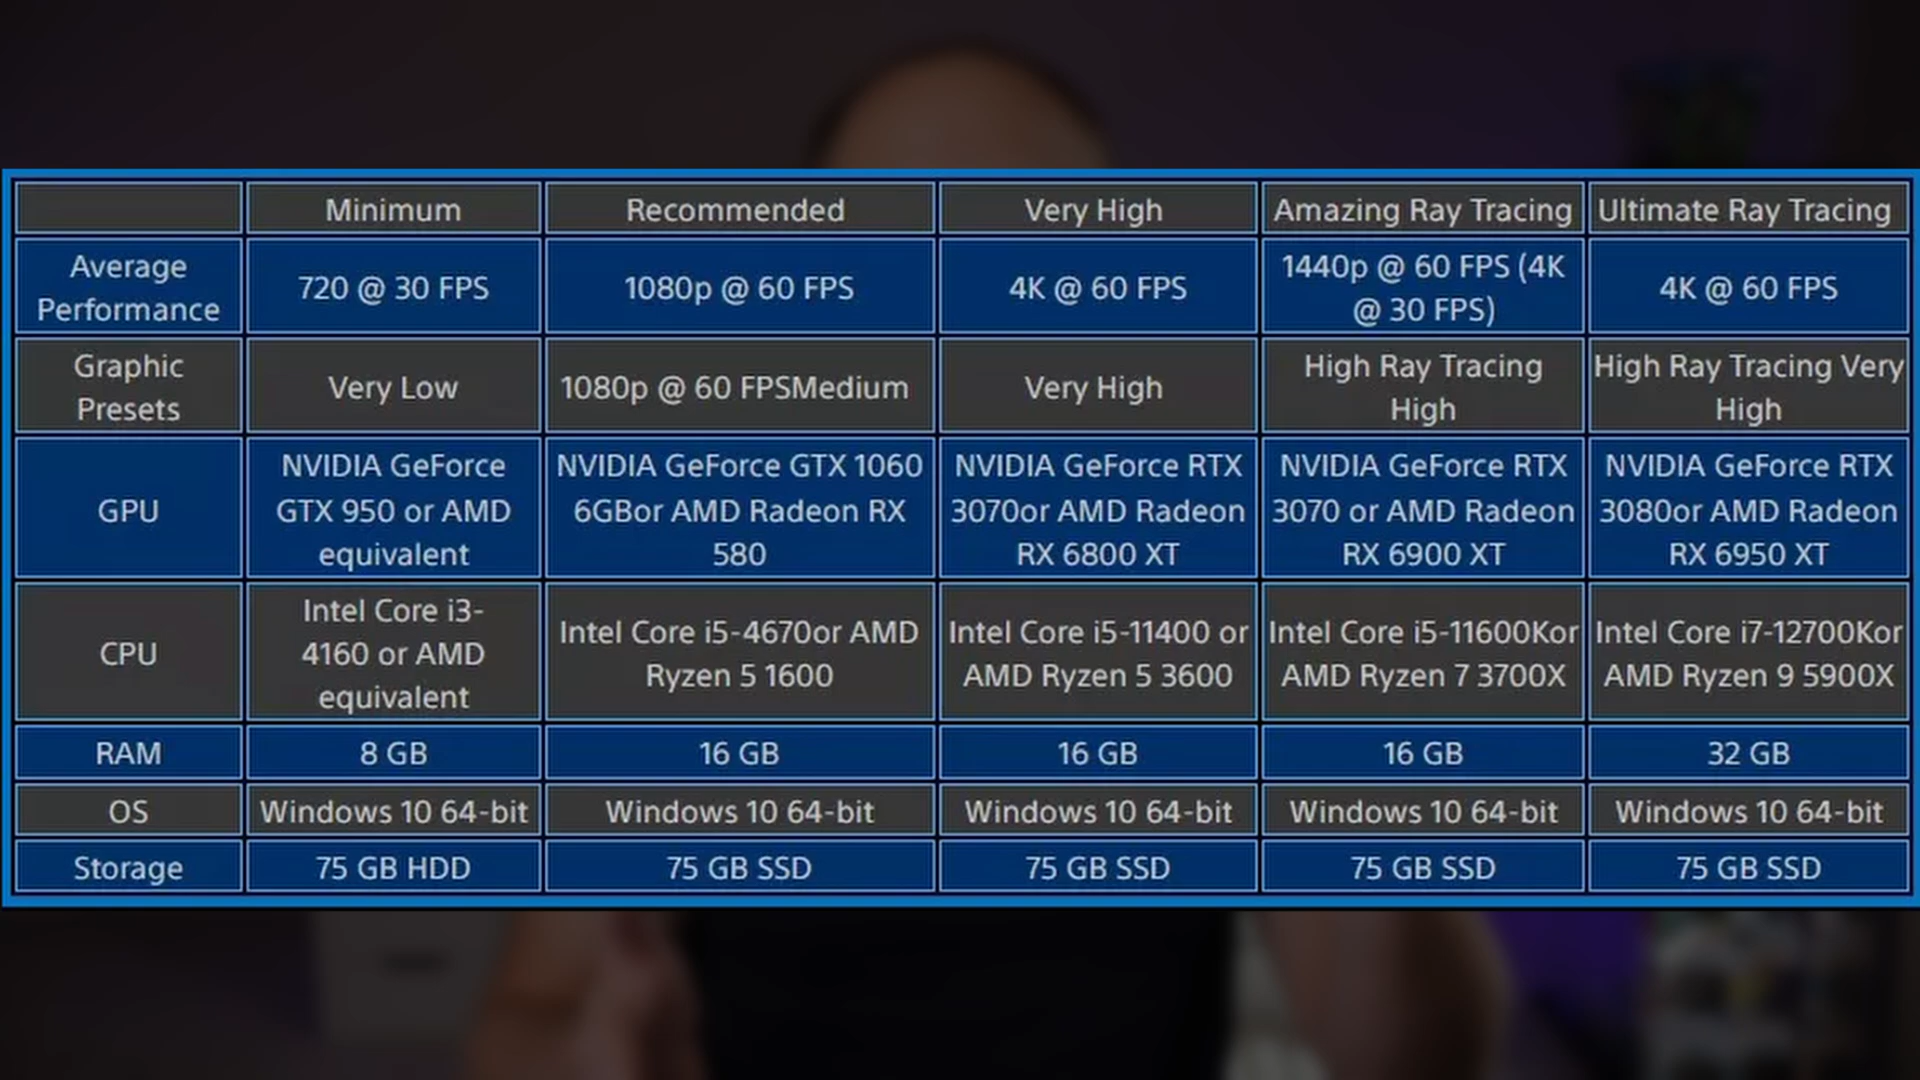 Minimum
Recommended
Very High
Amazing Ray Tracing
Ultimate Ray Tracing
Average
Performance
720 @ 30 FPS
1080p @ 60 FPS
4K @ 60 FPS
1440p @ 60 FPS (4K
@ 30 FPS)
4K @ 60 FPS
Graphic
Presets
Very Low
1080p @ 60 FPSMedium
Very High
High Ray Tracing
High
High Ray Tracing Very
High
GPU
NVIDIA GeForce
GTX 950 or AMD
equivalent
NVIDIA GeForce GTX 1060
6GBor AMD Radeon RX
580
NVIDIA GeForce RTX
3070or AMD Radeon
RX 6800 XT
NVIDIA GeForce RTX
3070 or AMD Radeon
RX 6900 XT
NVIDIA GeForce RTX
3080or AMD Radeon
RX 6950 XT
CPU
Intel Core i3-
4160 or AMD
equivalent
Intel Core i5-4670or AMD
Ryzen 5 1600
Intel Core i5-11400 or
AMD Ryzen 5 3600
Intel Core i5-11600Kor
AMD Ryzen 7 3700X
Intel Core i7-12700Kor
AMD Ryzen 9 5900X
RAM
8 GB
16 GB
16 GB
16 GB
32 GB
OS
Windows 10 64-bit
Windows 10 64-bit
Windows 10 64-bit
Windows 10 64-bit
Windows 10 64-bit
Storage
75 GB HDD
75 GB SSD
75 GB SSD
75 GB SSD
75 GB SSD